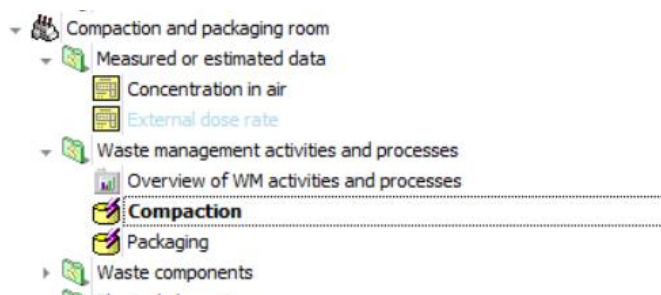 Compaction and packaging room
Measured or estimated data
Concentration in air
External dose rate
Waste management activities and processes
Overview of WM activities and processes
Compaction
Packaging
Waste components